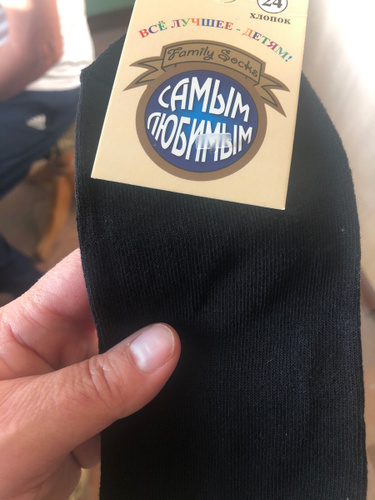 24
ХЛОПОК
ВСЁ ЛУЧШЕЕ - ДЕТЯМ!
Family Socks
САМЫМ
ЛЮБИМЫМ